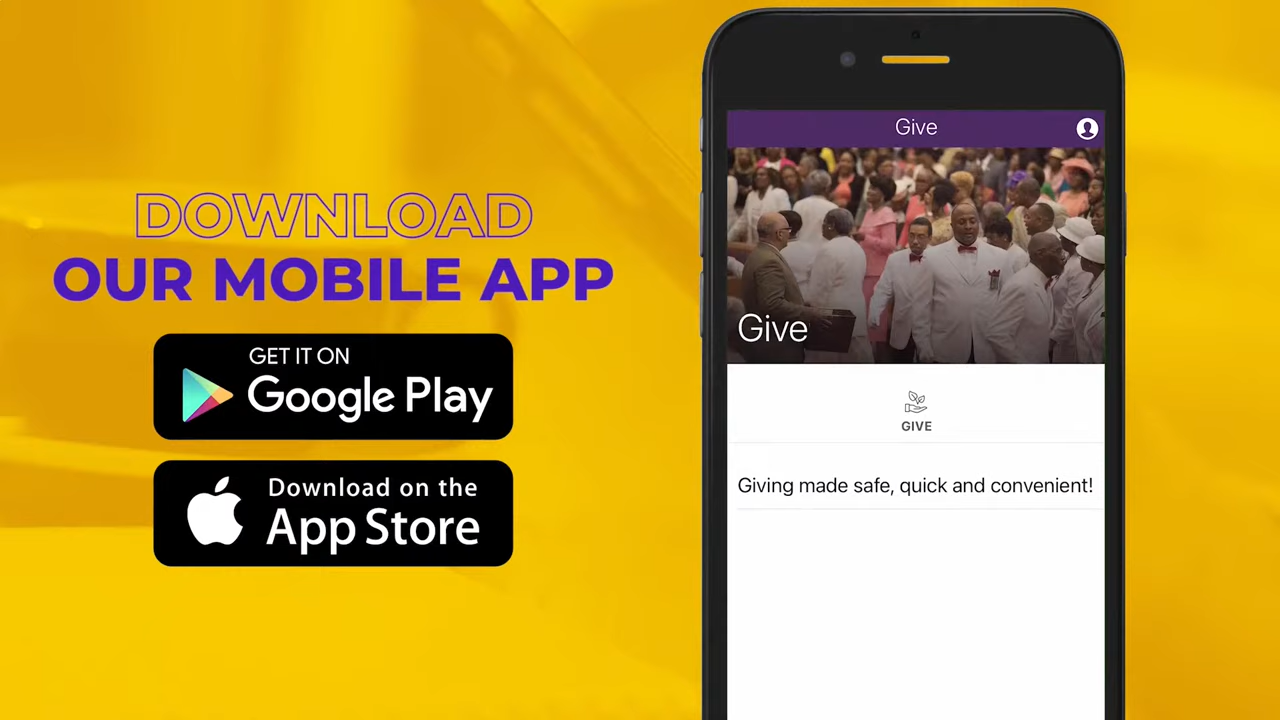 DOWNLOAD
OUR MOBILE APP
GET IT ON
Google Play
Download on the
App Store
Give
Give
GIVE
Giving made safe, quick and convenient!